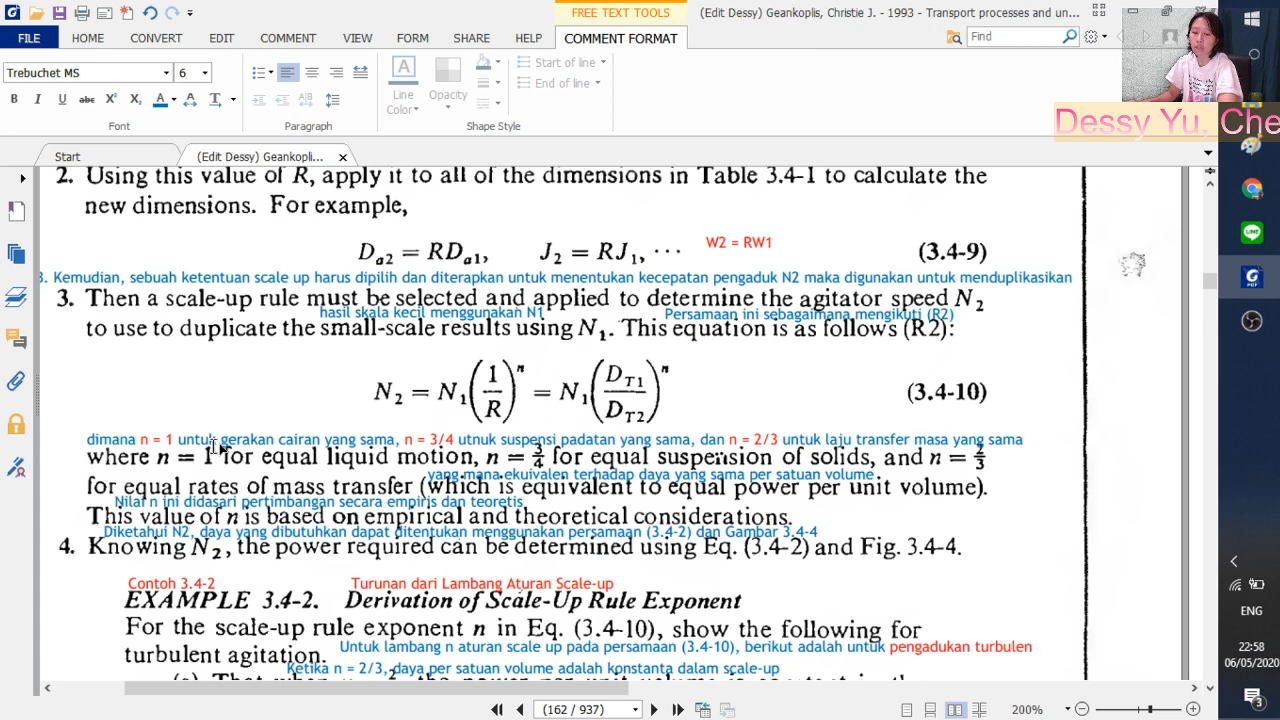 FREE TEXT TOOLS
(Edit Dessy) Geankoplis, Christie J. - 1993 - Transport processes and un...
FILE HOME CONVERT EDIT COMMENT VIEW FORM SHARE HELP COMMENT FORMAT
Find
Trebuchet MS 6
Start of line
End of line
Line Color
Opacity
B I U abc X² X₂ A
Font Paragraph Shape Style
Dessy Yu, Che
Start (Edit Dessy) Geankopli...
2. Using this value of R, apply it to all of the dimensions in Table 3.4-1 to calculate the
new dimensions. For example,
W2 = RW1
D_a2 = RD_a1, J_2 = RJ_1, ··· (3.4-9)
3. Kemudian, sebuah ketentuan scale up harus dipilih dan diterapkan untuk menentukan kecepatan pengaduk N2 maka digunakan untuk menduplikasikan
3. Then a scale-up rule must be selected and applied to determine the agitator speed N_2
hasil skala kecil menggunakan N1 Persamaan ini sebagaimana mengikuti (R2)
to use to duplicate the small-scale results using N_1. This equation is as follows (R2):
N_2 = N_1(1/R)^n = N_1(D_T1/D_T2)^n (3.4-10)
dimana n = 1 untuk gerakan cairan yang sama, n = 3/4 utnuk suspensi padatan yang sama, dan n = 2/3 untuk laju transfer masa yang sama
where n = 1 for equal liquid motion, n = 3/4 for equal suspension of solids, and n = 2/3
yang mana ekuivalen terhadap daya yang sama per satuan volume
for equal rates of mass transfer (which is equivalent to equal power per unit volume).
Nilai n ini didasari pertimbangan secara empiris dan teoretis
This value of n is based on empirical and theoretical considerations.
Diketahui N2, daya yang dibutuhkan dapat ditentukan menggunakan persamaan (3.4-2) dan Gambar 3.4-4
4. Knowing N_2, the power required can be determined using Eq. (3.4-2) and Fig. 3.4-4.
Contoh 3.4-2 Turunan dari Lambang Aturan Scale-up
EXAMPLE 3.4-2. Derivation of Scale-Up Rule Exponent
For the scale-up rule exponent n in Eq. (3.4-10), show the following for
Untuk lambang n aturan scale up pada persamaan (3.4-10), berikut adalah untuk pengadukan turbulen
turbulent agitation.
Ketika n = 2/3, daya per satuan volume adalah konstanta dalam scale-up
(162 / 937)
200%
ENG
22:58
06/05/2020
3